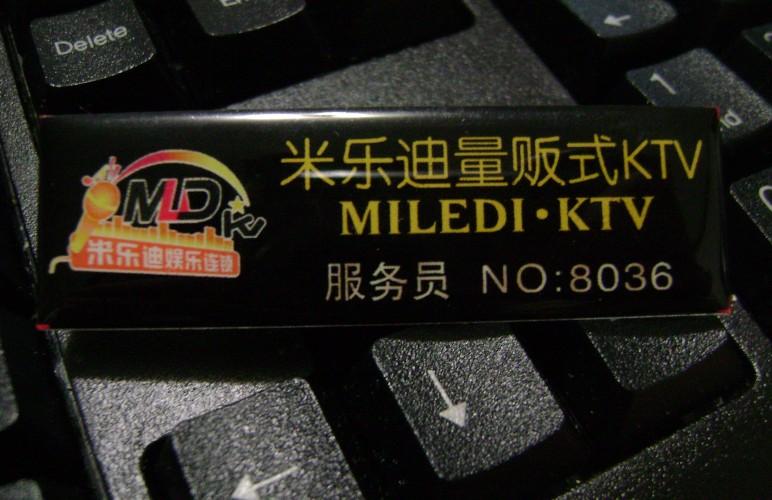 Delete
1
米乐迪量贩式KTV
MILEDI·KTV
MLD
米乐迪娱乐连锁
服务员 NO:8036